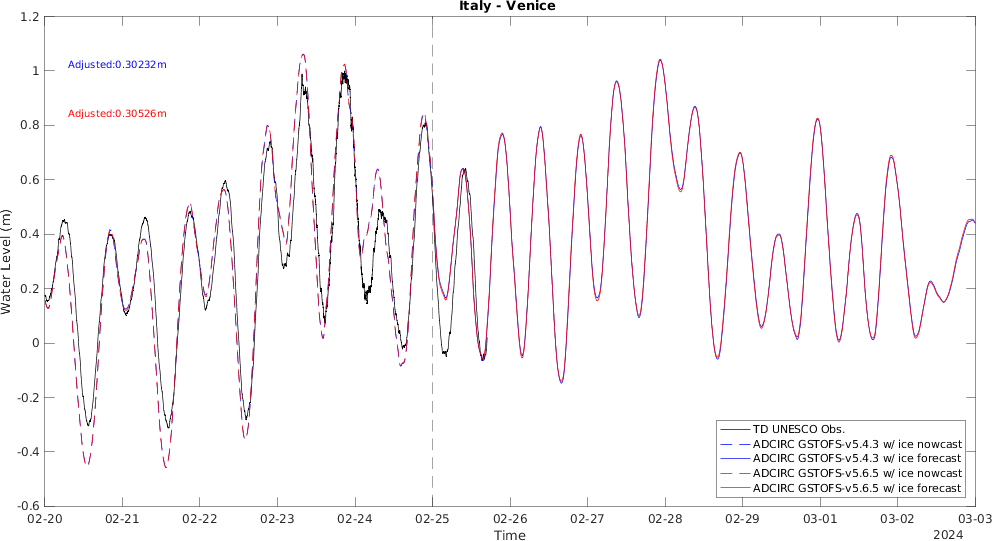 Italy - Venice
Water Level (m)
1.2
1
0.8
0.6
0.4
0.2
0
-0.2
-0.4
-0.6
Adjusted:0.30232m
Adjusted:0.30526m
TD UNESCO Obs.
ADCIRC GSTOFS-v5.4.3 w/ ice nowcast
ADCIRC GSTOFS-v5.4.3 w/ ice forecast
ADCIRC GSTOFS-v5.6.5 w/ ice nowcast
ADCIRC GSTOFS-v5.6.5 w/ ice forecast
02-20 02-21 02-22 02-23 02-24 02-25 02-26 02-27 02-28 02-29 03-01 03-02 03-03
Time
2024